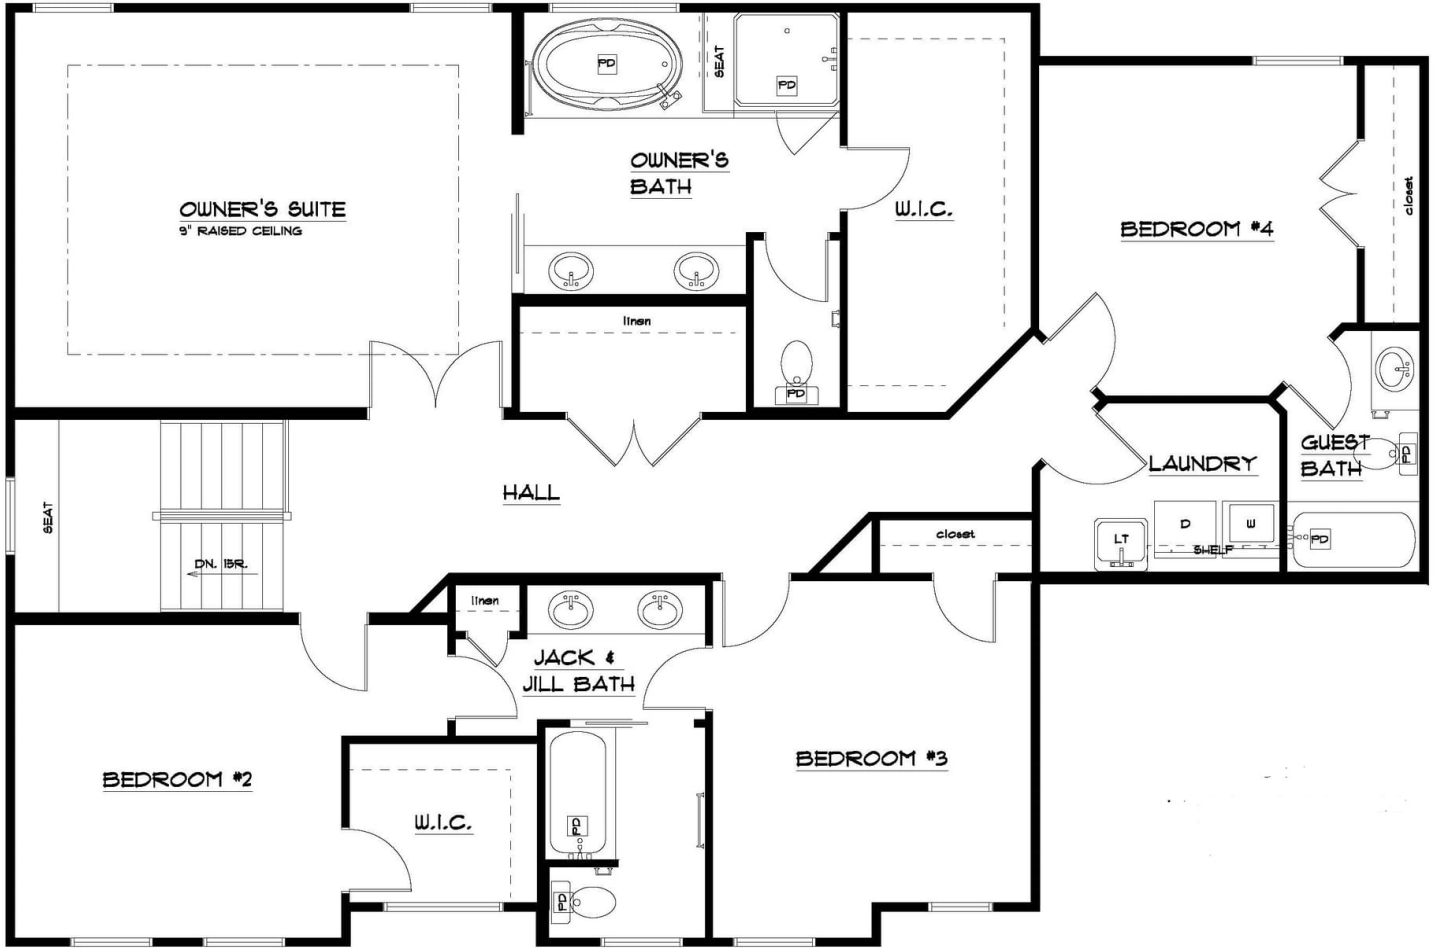 PD
SEAT
PD
OWNER'S
BATH
OWNER'S SUITE
9" RAISED CEILING
W.I.C.
closet
BEDROOM #4
linen
PD
GUEST
BATH
PD
LAUNDRY
HALL
SEAT
DN. 15R.
closet
LT
D
W
SHELF
PD
linen
JACK &
JILL BATH
BEDROOM #2
BEDROOM #3
W.I.C.
PD
PD